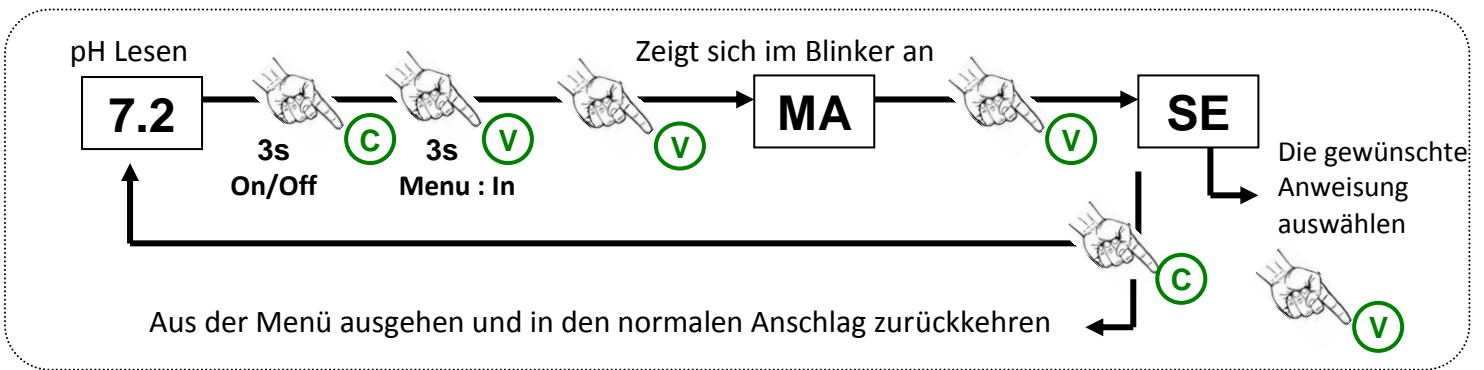 pH Lesen
Zeigt sich im Blinker an
7.2
MA
SE
C
V
V
V
3s
3s
On/Off
Menu : In
Die gewünschte
Anweisung
auswählen
C
V
Aus der Menü ausgehen und in den normalen Anschlag zurückkehren